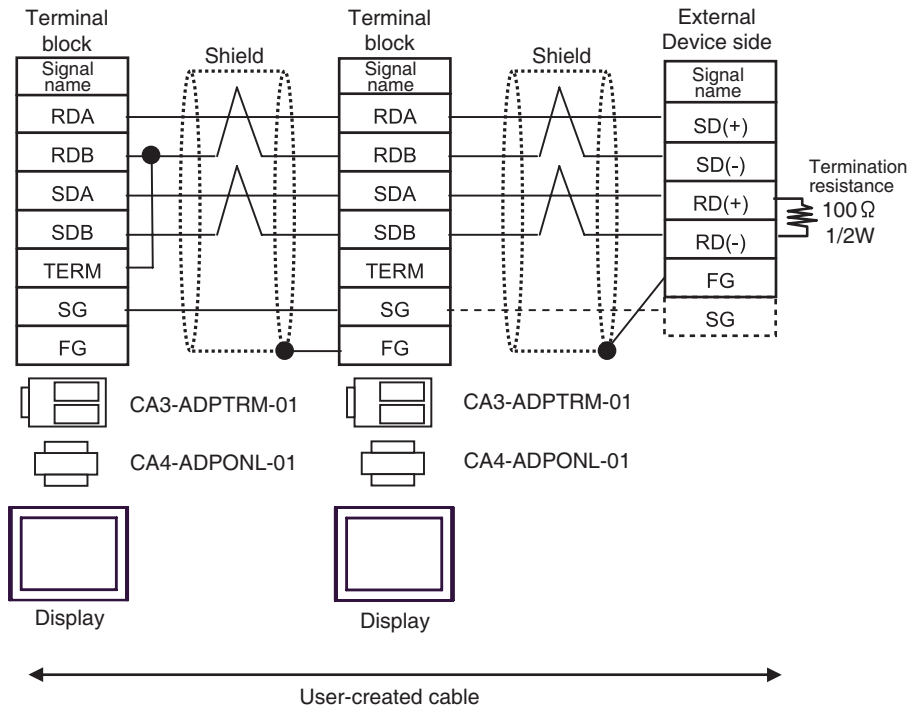 Terminal
block
Signal
name
RDA
RDB
SDA
SDB
TERM
SG
FG
Shield
Terminal
block
Signal
name
RDA
RDB
SDA
SDB
TERM
SG
FG
Shield
External
Device side
Signal
name
SD(+)
SD(-)
RD(+)
RD(-)
FG
SG
Termination
resistance
100Ω
1/2W
CA3-ADPTRM-01
CA3-ADPTRM-01
CA4-ADPONL-01
CA4-ADPONL-01
Display
Display
User-created cable